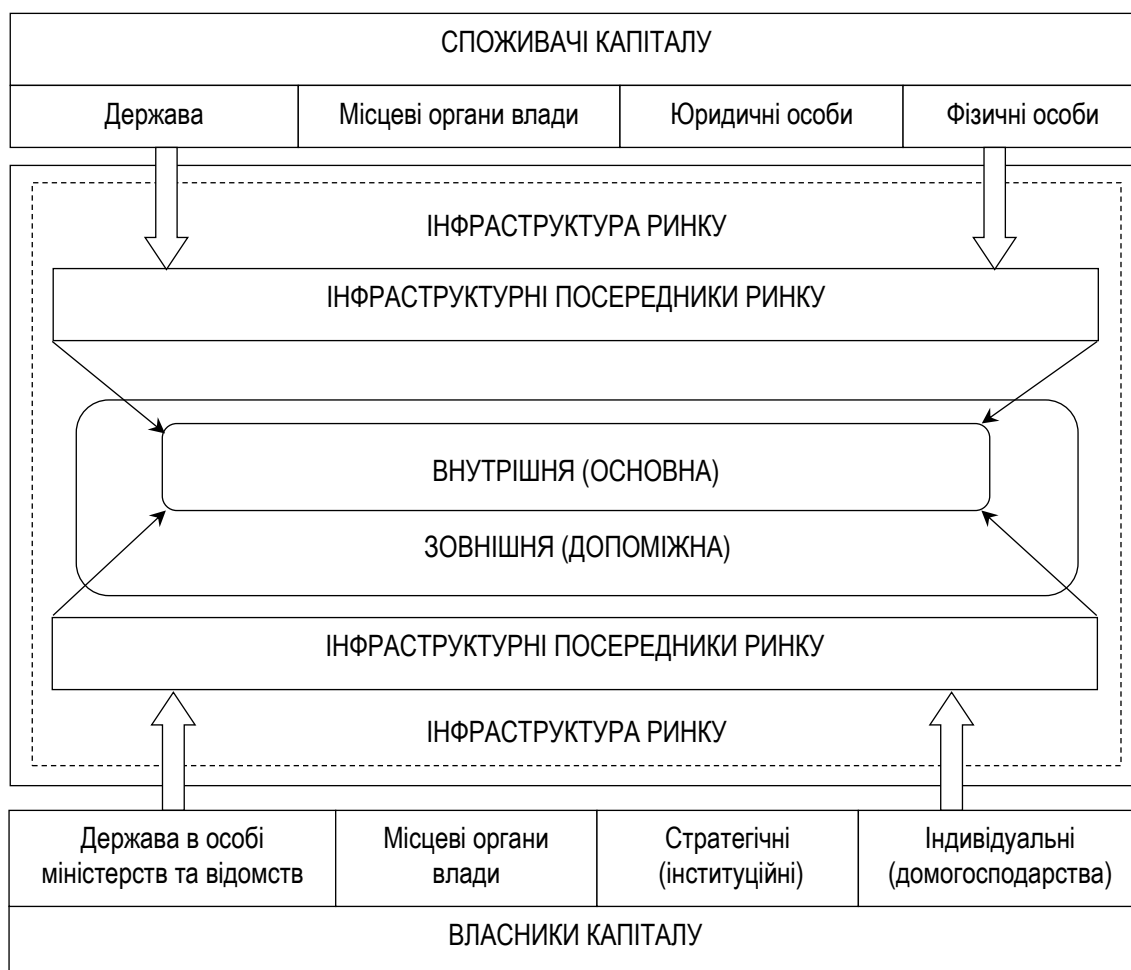 СПОЖИВАЧІ КАПІТАЛУ
Держава
Місцеві органи влади
Юридичні особи
Фізичні особи
ІНФРАСТРУКТУРА РИНКУ
ІНФРАСТРУКТУРНІ ПОСЕРЕДНИКИ РИНКУ
ВНУТРІШНЯ (ОСНОВНА)
ЗОВНІШНЯ (ДОПОМІЖНА)
ІНФРАСТРУКТУРНІ ПОСЕРЕДНИКИ РИНКУ
ІНФРАСТРУКТУРА РИНКУ
Держава в особі
міністерств та відомств
Місцеві органи
влади
Стратегічні
(інституційні)
Індивідуальні
(домогосподарства)
ВЛАСНИКИ КАПІТАЛУ